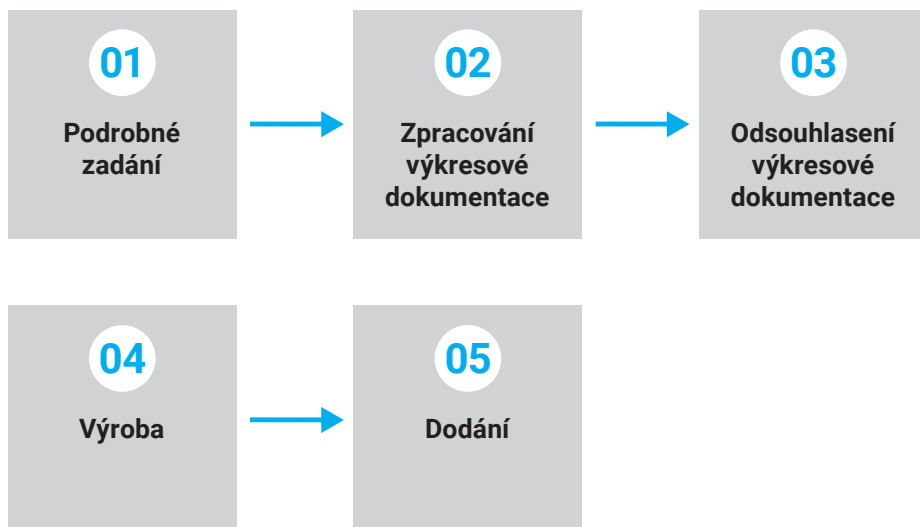 01
Podrobné
zadání
02
Zpracování
výkresové
dokumentace
03
Odsouhlasení
výkresové
dokumentace
04
Výroba
05
Dodání